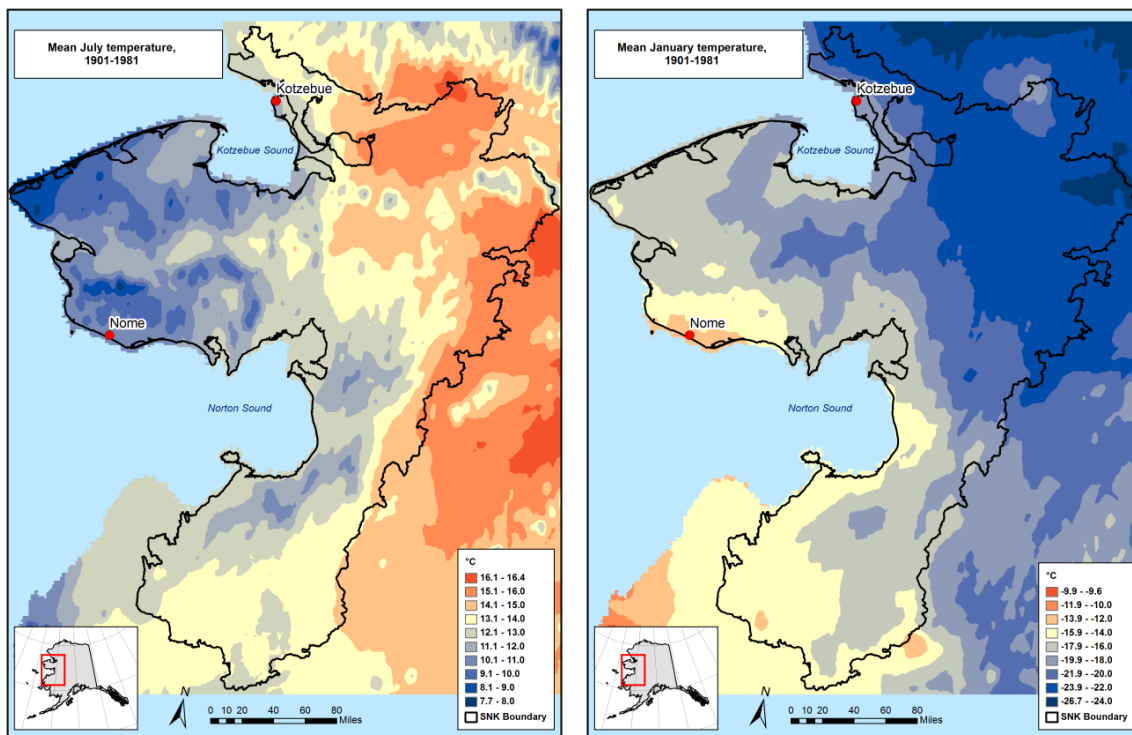 Mean July temperature,
1901-1981
Kotzebue
Kotzebue Sound
Nome
Norton Sound
°C
16.1 - 16.4
15.1 - 16.0
14.1 - 15.0
13.1 - 14.0
12.1 - 13.0
11.1 - 12.0
10.1 - 11.0
9.1 - 10.0
8.1 - 9.0
7.7 - 8.0
SNK Boundary
N
0 10 20 40 60 80
Miles
Mean January temperature,
1901-1981
Kotzebue
Kotzebue Sound
Nome
Norton Sound
°C
-9.9 - -9.6
-11.9 - -10.0
-13.9 - -12.0
-15.9 - -14.0
-17.9 - -16.0
-19.9 - -18.0
-21.9 - -20.0
-23.9 - -22.0
-26.7 - -24.0
SNK Boundary
N
0 10 20 40 60 80
Miles